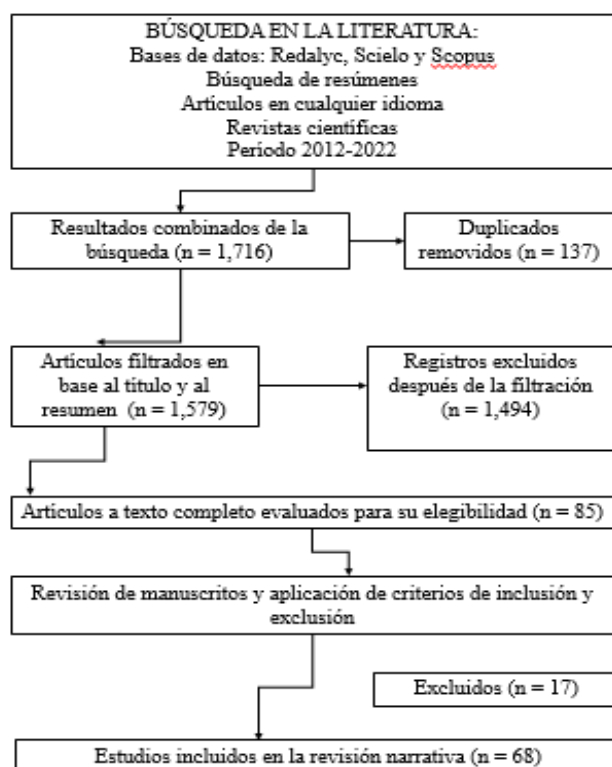 BÚSQUEDA EN LA LITERATURA:
Bases de datos: Redalyc, Scielo y Scopus
Búsqueda de resúmenes
Artículos en cualquier idioma
Revistas científicas
Período 2012-2022
Resultados combinados de la
búsqueda (n = 1,716)
Duplicados
removidos (n = 137)
Artículos filtrados en
base al título y al
resumen (n = 1,579)
Registros excluidos
después de la filtración
(n = 1,494)
Artículos a texto completo evaluados para su elegibilidad (n = 85)
Revisión de manuscritos y aplicación de criterios de inclusión y
exclusión
Excluidos (n = 17)
Estudios incluidos en la revisión narrativa (n = 68)